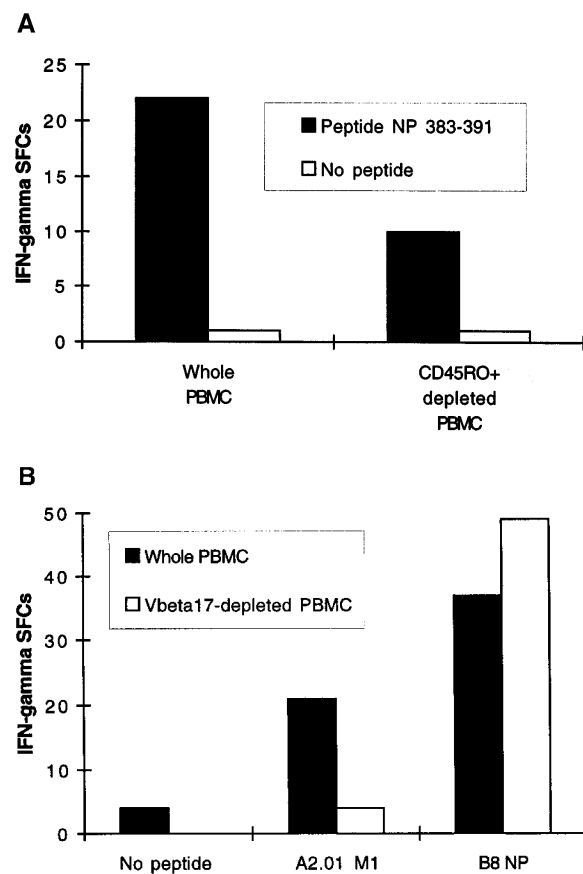 A
25
20
15
10
5
0
IFN-gamma SFCs
Peptide NP 383-391
No peptide
Whole
PBMC
CD45RO+
depleted
PBMC
B
50
40
30
20
10
0
IFN-gamma SFCs
Whole PBMC
Vbeta17-depleted PBMC
No peptide
A2.01 M1
B8 NP